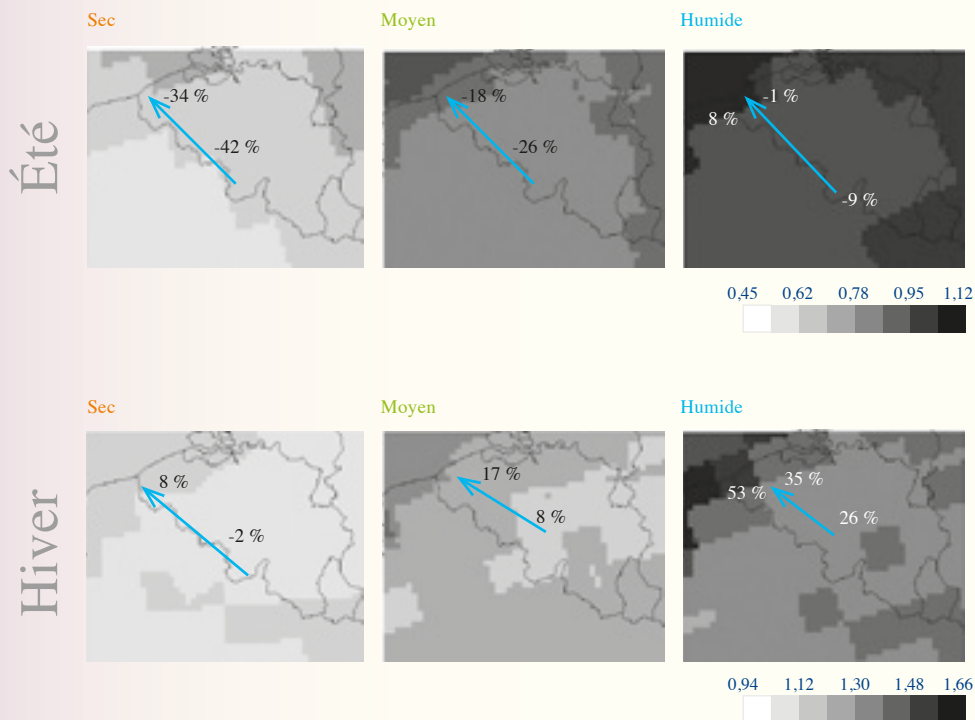 Sec Moyen Humide
Été
-34 % -18 % -1 %
8 %
-42 % -26 %
-9 %
0,45 0,62 0,78 0,95 1,12
Sec Moyen Humide
Hiver
8 % 17 % 35 %
53 %
-2 % 8 % 26 %
0,94 1,12 1,30 1,48 1,66